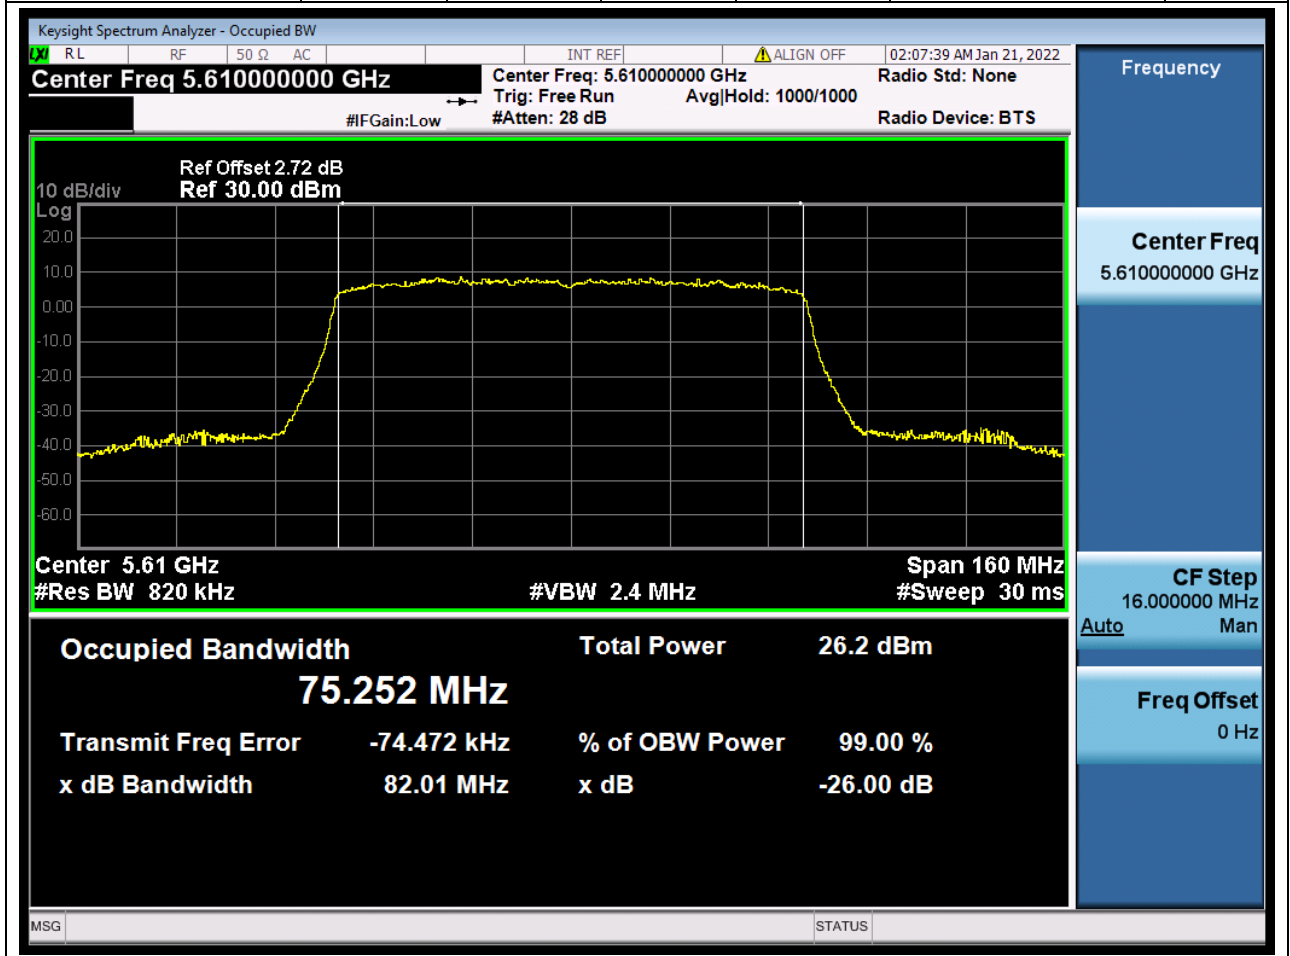 Keysight Spectrum Analyzer - Occupied BW
LXI RL RF 50 Ω AC INT REF ALIGN OFF 02:07:39 AM Jan 21, 2022
Center Freq 5.610000000 GHz Center Freq: 5.610000000 GHz Radio Std: None
Trig: Free Run Avg|Hold: 1000/1000
#IFGain:Low #Atten: 28 dB Radio Device: BTS
Ref Offset 2.72 dB
10 dB/div Ref 30.00 dBm
Log
20.0
10.0
0.00
-10.0
-20.0
-30.0
-40.0
-50.0
-60.0
Center 5.61 GHz Span 160 MHz
#Res BW 820 kHz #VBW 2.4 MHz #Sweep 30 ms
Occupied Bandwidth Total Power 26.2 dBm
75.252 MHz
Transmit Freq Error -74.472 kHz % of OBW Power 99.00 %
x dB Bandwidth 82.01 MHz x dB -26.00 dB
Frequency
Center Freq
5.610000000 GHz
CF Step
16.000000 MHz
Auto Man
Freq Offset
0 Hz
MSG STATUS